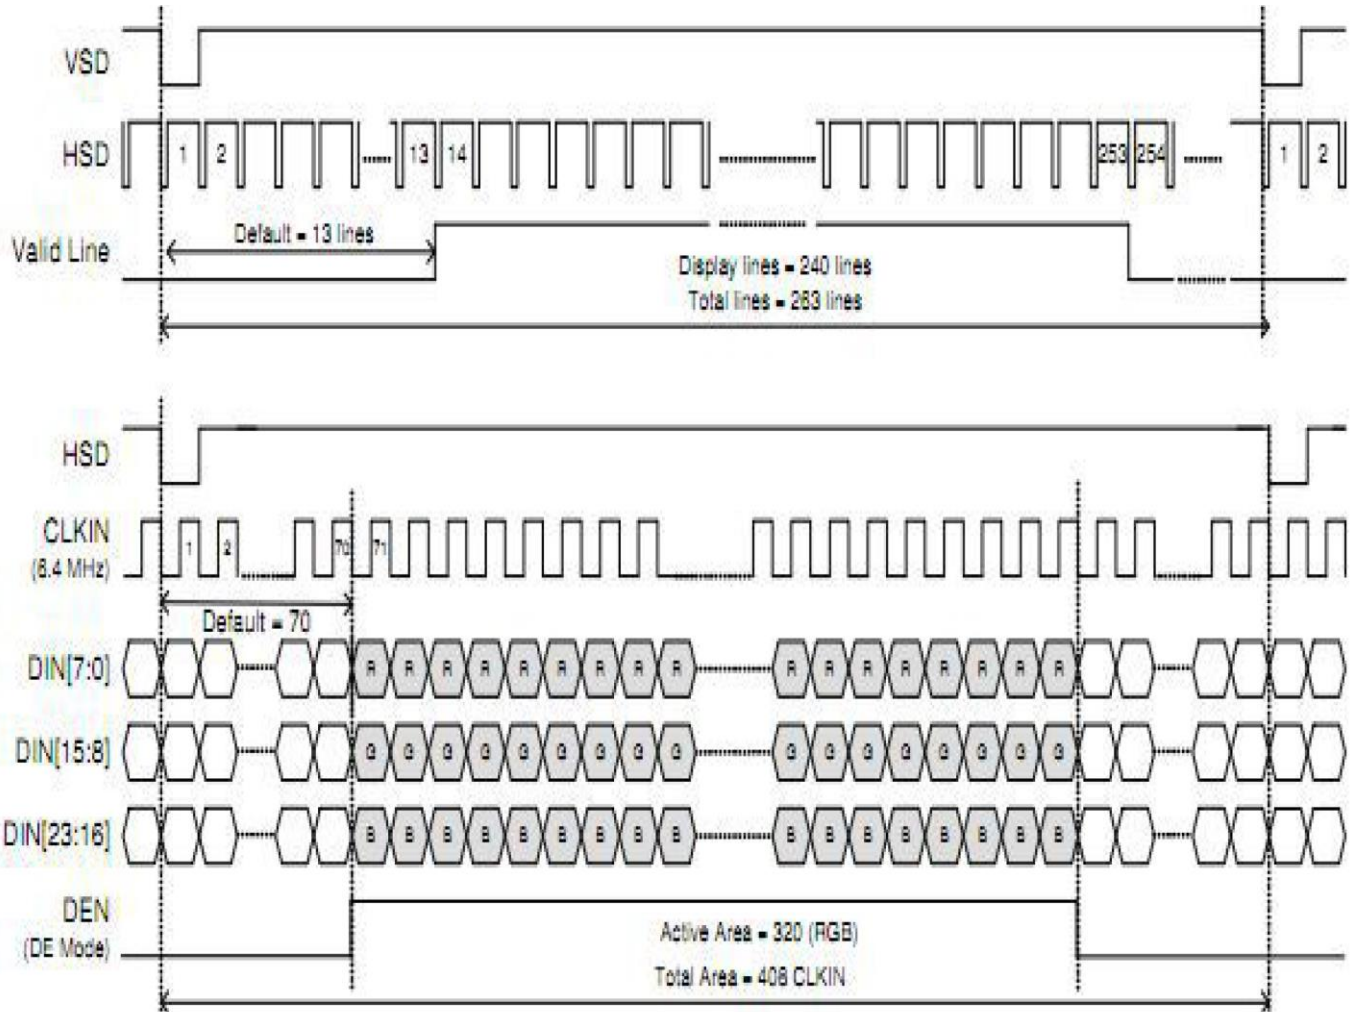 VSD
HSD
1 2 13 14 253 254 1 2
Valid Line
Default = 13 lines
Display lines = 240 lines
Total lines = 263 lines
HSD
CLKIN
(6.4 MHz)
1 2 70 71
Default = 70
DIN[7:0]
R R R R R R R R R R R R R R R R R
DIN[15:8]
G G G G G G G G G G G G G G G G G
DIN[23:16]
B B B B B B B B B B B B B B B B B
DEN
(DE Mode)
Active Area = 320 (RGB)
Total Area = 408 CLKIN